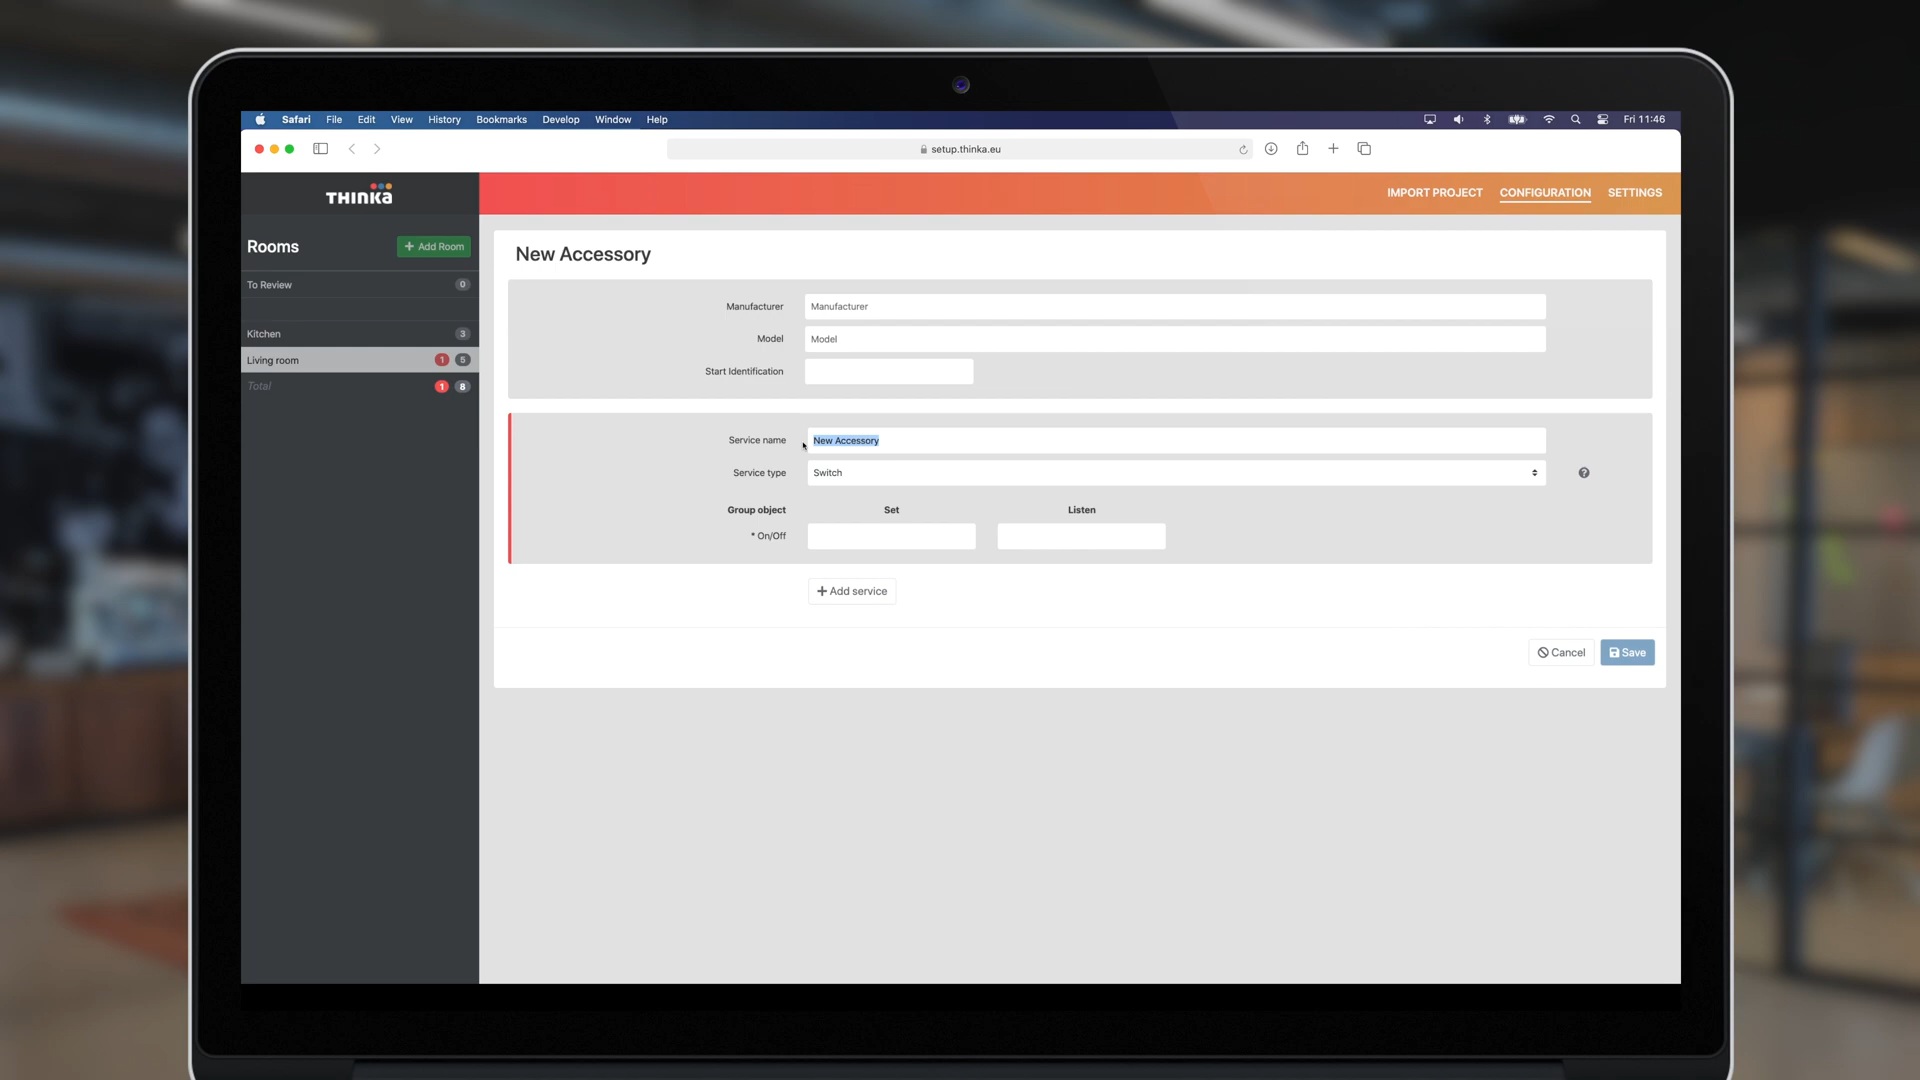 Safari File Edit View History Bookmarks Develop Window Help Fri 11:46
setup.thinka.eu
THINKa
IMPORT PROJECT CONFIGURATION SETTINGS
Rooms
+ Add Room
To Review 0
Kitchen 3
Living room 1 5
Total 1 8
New Accessory
Manufacturer Manufacturer
Model Model
Start Identification
Service name New Accessory
Service type Switch ?
Group object Set Listen
* On/Off
+ Add service
Cancel Save